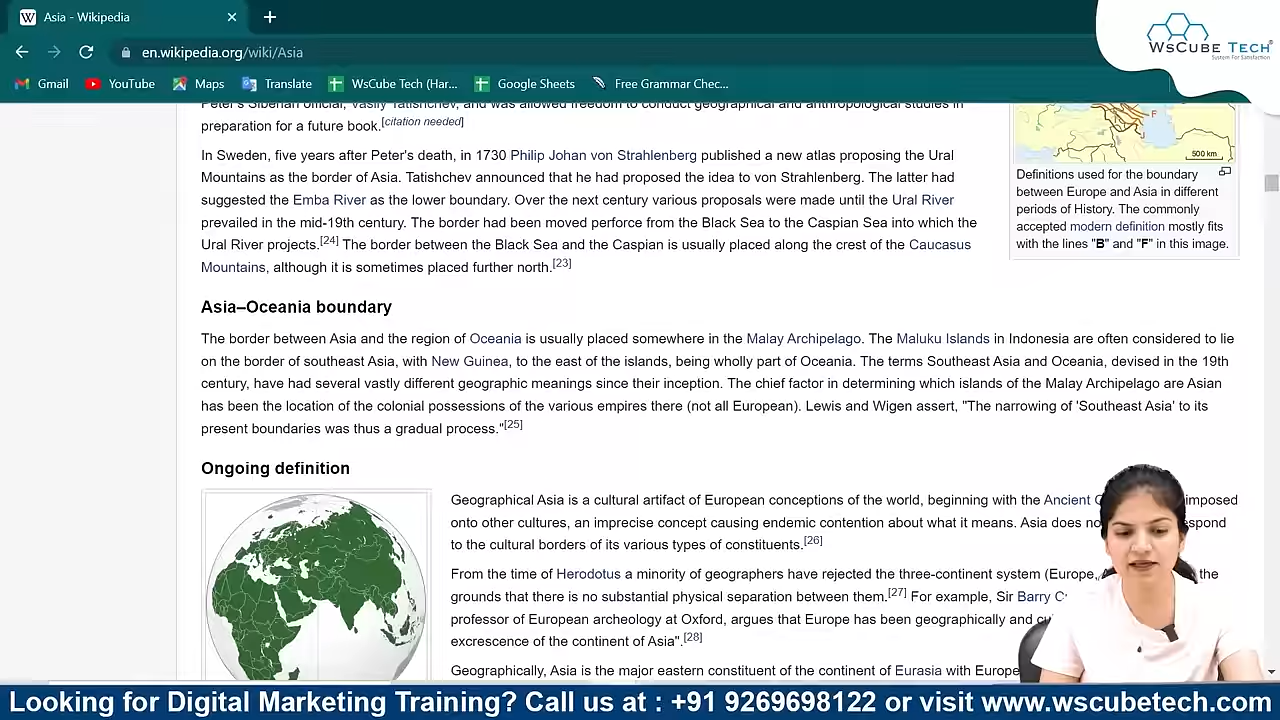 Asia - Wikipedia
en.wikipedia.org/wiki/Asia
WsCube Tech
System For Satisfaction
Gmail YouTube Maps Translate WsCube Tech (Har... Google Sheets Free Grammar Chec...
Peter's Siberian official, Vasily Tatishchev, and was allowed freedom to conduct geographical and anthropological studies in
preparation for a future book.[citation needed]
In Sweden, five years after Peter's death, in 1730 Philip Johan von Strahlenberg published a new atlas proposing the Ural
Mountains as the border of Asia. Tatishchev announced that he had proposed the idea to von Strahlenberg. The latter had
suggested the Emba River as the lower boundary. Over the next century various proposals were made until the Ural River
prevailed in the mid-19th century. The border had been moved perforce from the Black Sea to the Caspian Sea into which the
Ural River projects.[24] The border between the Black Sea and the Caspian is usually placed along the crest of the Caucasus
Mountains, although it is sometimes placed further north.[23]
F
500 km
Definitions used for the boundary
between Europe and Asia in different
periods of History. The commonly
accepted modern definition mostly fits
with the lines "B" and "F" in this image.
Asia–Oceania boundary
The border between Asia and the region of Oceania is usually placed somewhere in the Malay Archipelago. The Maluku Islands in Indonesia are often considered to lie
on the border of southeast Asia, with New Guinea, to the east of the islands, being wholly part of Oceania. The terms Southeast Asia and Oceania, devised in the 19th
century, have had several vastly different geographic meanings since their inception. The chief factor in determining which islands of the Malay Archipelago are Asian
has been the location of the colonial possessions of the various empires there (not all European). Lewis and Wigen assert, "The narrowing of 'Southeast Asia' to its
present boundaries was thus a gradual process."[25]
Ongoing definition
Geographical Asia is a cultural artifact of European conceptions of the world, beginning with the Ancient imposed
onto other cultures, an imprecise concept causing endemic contention about what it means. Asia does
to the cultural borders of its various types of constituents.[26]
From the time of Herodotus a minority of geographers have rejected the three-continent system (Europe, the
grounds that there is no substantial physical separation between them.[27] For example, Sir Barry
professor of European archeology at Oxford, argues that Europe has been geographically and
excrescence of the continent of Asia".[28]
Geographically, Asia is the major eastern constituent of the continent of Eurasia with Europe
Looking for Digital Marketing Training? Call us at : +91 9269698122 or visit www.wscubetech.com